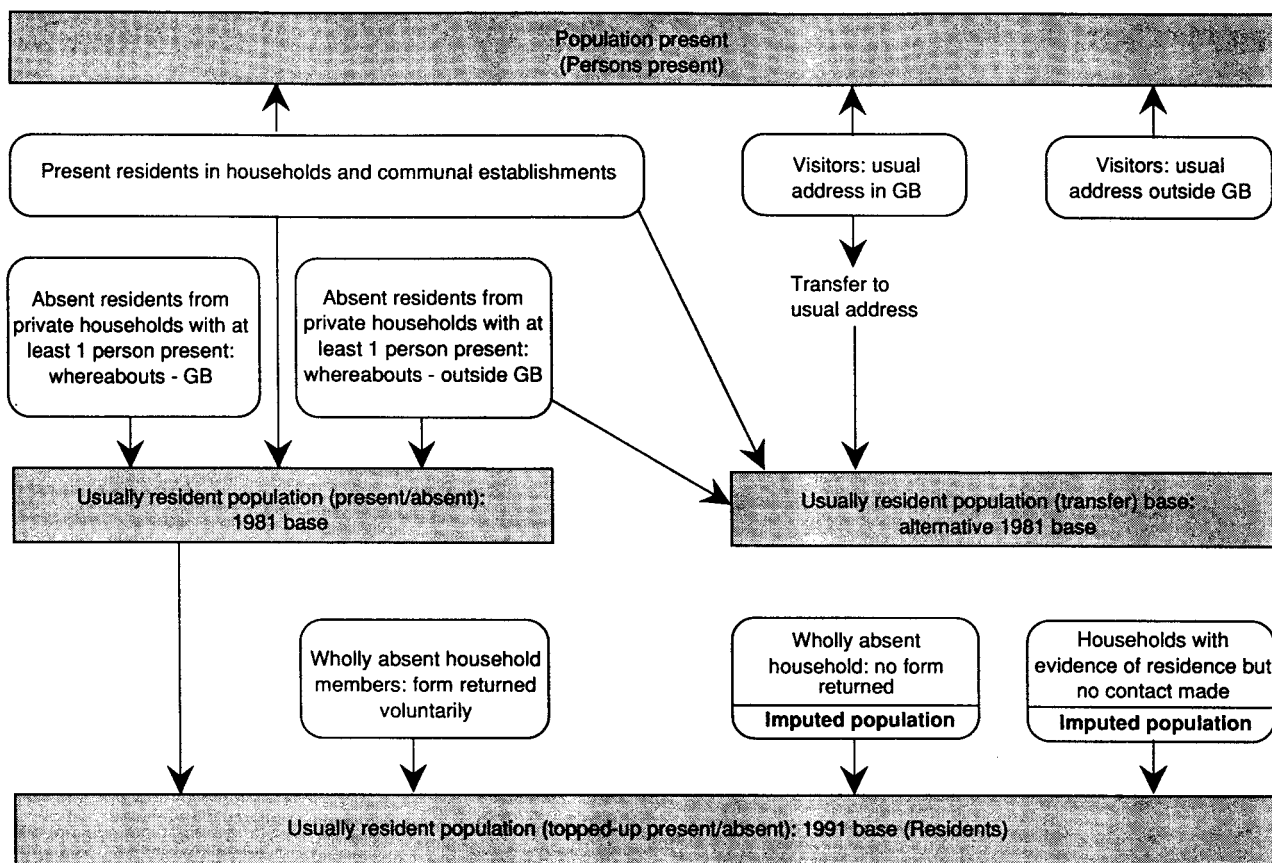 Population present
(Persons present)
Present residents in households and communal establishments
Visitors: usual
address in GB
Visitors: usual
address outside GB
Transfer to
usual address
Absent residents from
private households with at
least 1 person present:
whereabouts - GB
Absent residents from
private households with at
least 1 person present:
whereabouts - outside GB
Usually resident population (present/absent):
1981 base
Usually resident population (transfer) base:
alternative 1981 base
Wholly absent household
members: form returned
voluntarily
Wholly absent
household: no form
returned
Imputed population
Households with
evidence of residence but
no contact made
Imputed population
Usually resident population (topped-up present/absent): 1991 base (Residents)